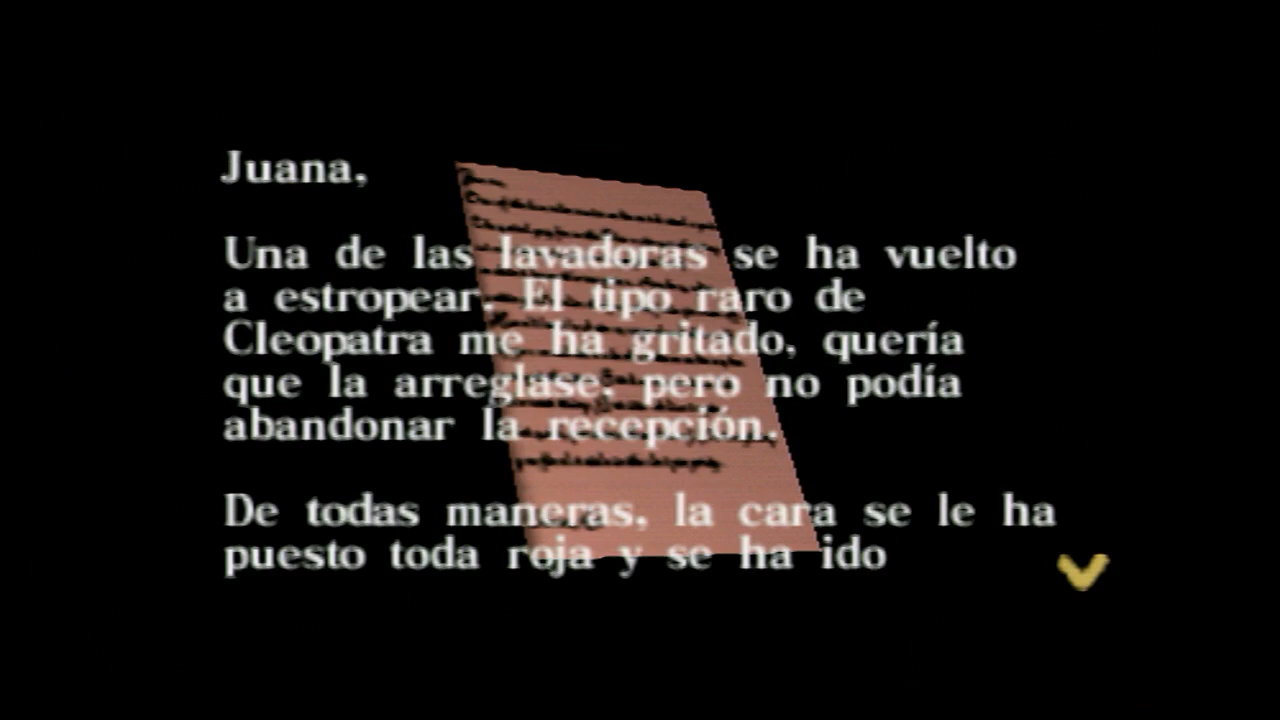 Juana,
Una de las lavadoras se ha vuelto
a estropear. El tipo raro de
Cleopatra me ha gritado, quería
que la arreglase, pero no podía
abandonar la recepción.
De todas maneras, la cara se le ha
puesto toda roja y se ha ido